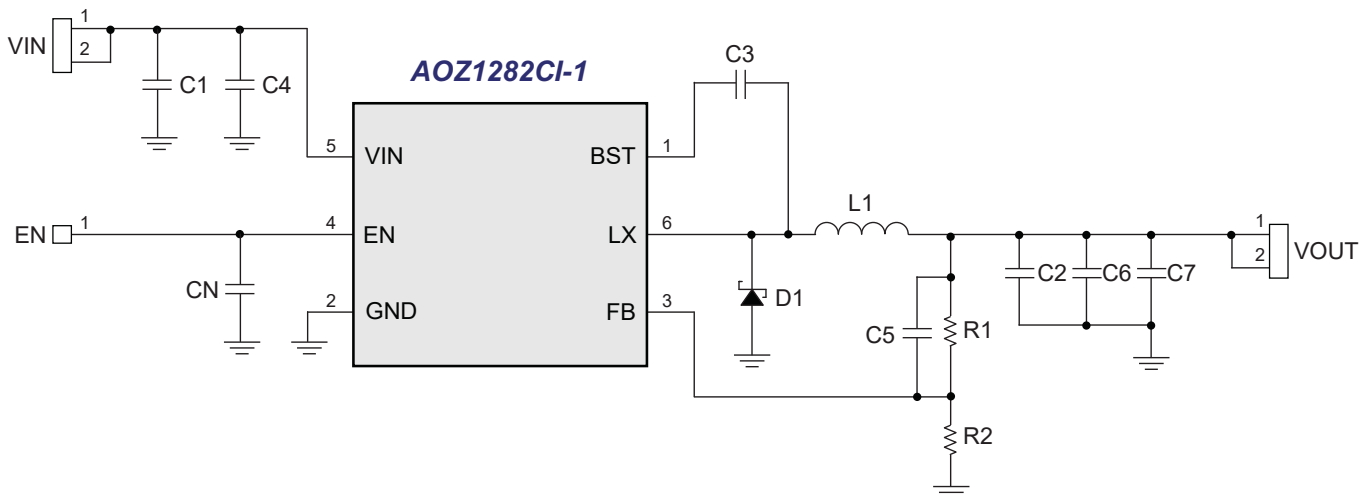 AOZ1282CI-1
VIN
1
2
C1
C4
C3
5
VIN
BST
1
EN
1
4
EN
LX
6
L1
1
2
VOUT
CN
2
GND
FB
3
D1
C5
R1
C2
C6
C7
R2